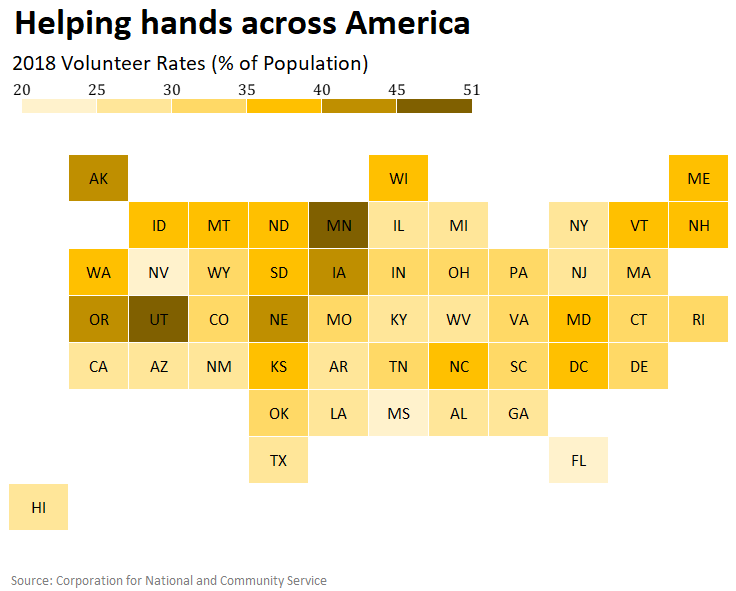 Helping hands across America
2018 Volunteer Rates (% of Population)
20 25 30 35 40 45 51
AK WI ME
ID MT ND MN IL MI NY VT NH
WA NV WY SD IA IN OH PA NJ MA
OR UT CO NE MO KY WV VA MD CT RI
CA AZ NM KS AR TN NC SC DC DE
OK LA MS AL GA
TX FL
HI
Source: Corporation for National and Community Service